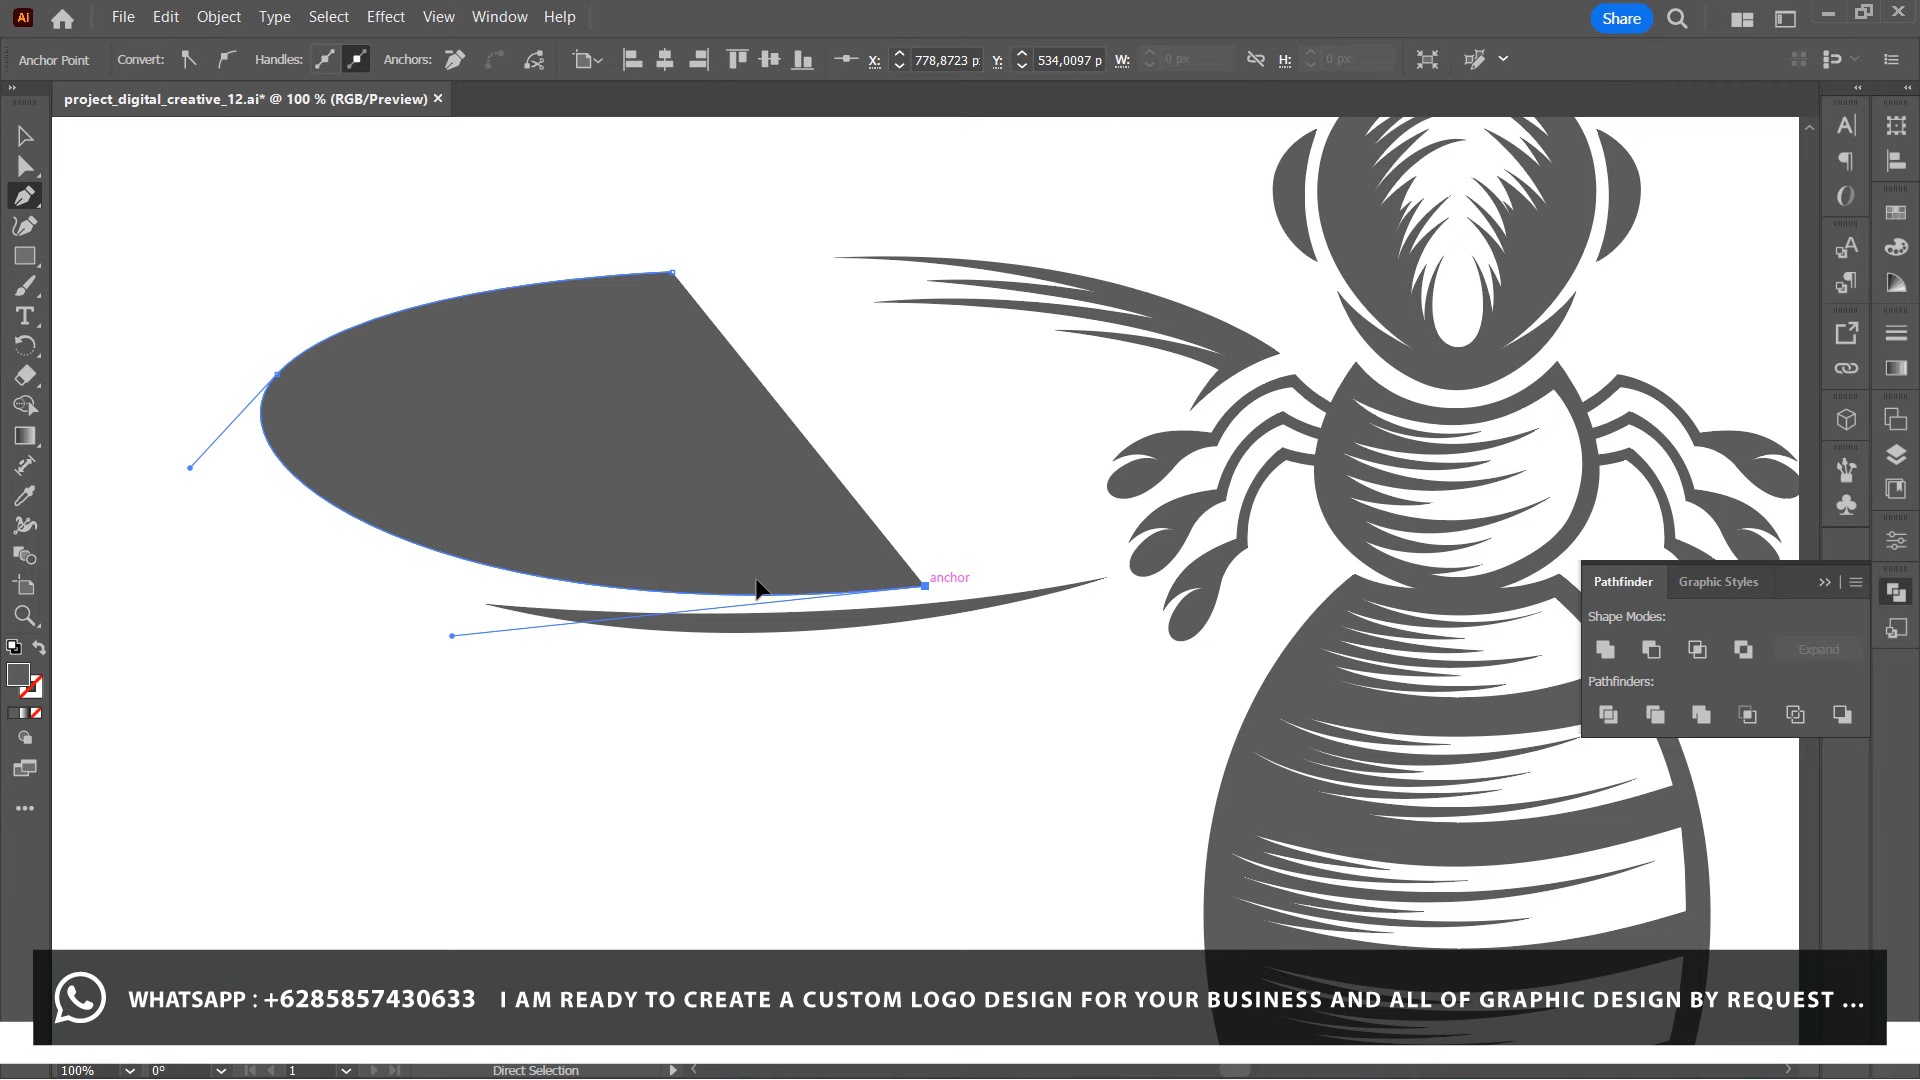 Ai
File Edit Object Type Select Effect View Window Help
Share
Anchor Point Convert: Handles: Anchors: X: 778,8723 p Y: 534,0097 p W: 0 px H: 0 px
project_digital_creative_12.ai* @ 100 % (RGB/Preview)
anchor
Pathfinder Graphic Styles
Shape Modes:
Expand
Pathfinders:
WHATSAPP : +6285857430633 I AM READY TO CREATE A CUSTOM LOGO DESIGN FOR YOUR BUSINESS AND ALL OF GRAPHIC DESIGN BY REQUEST ...
100% 0° 1 Direct Selection